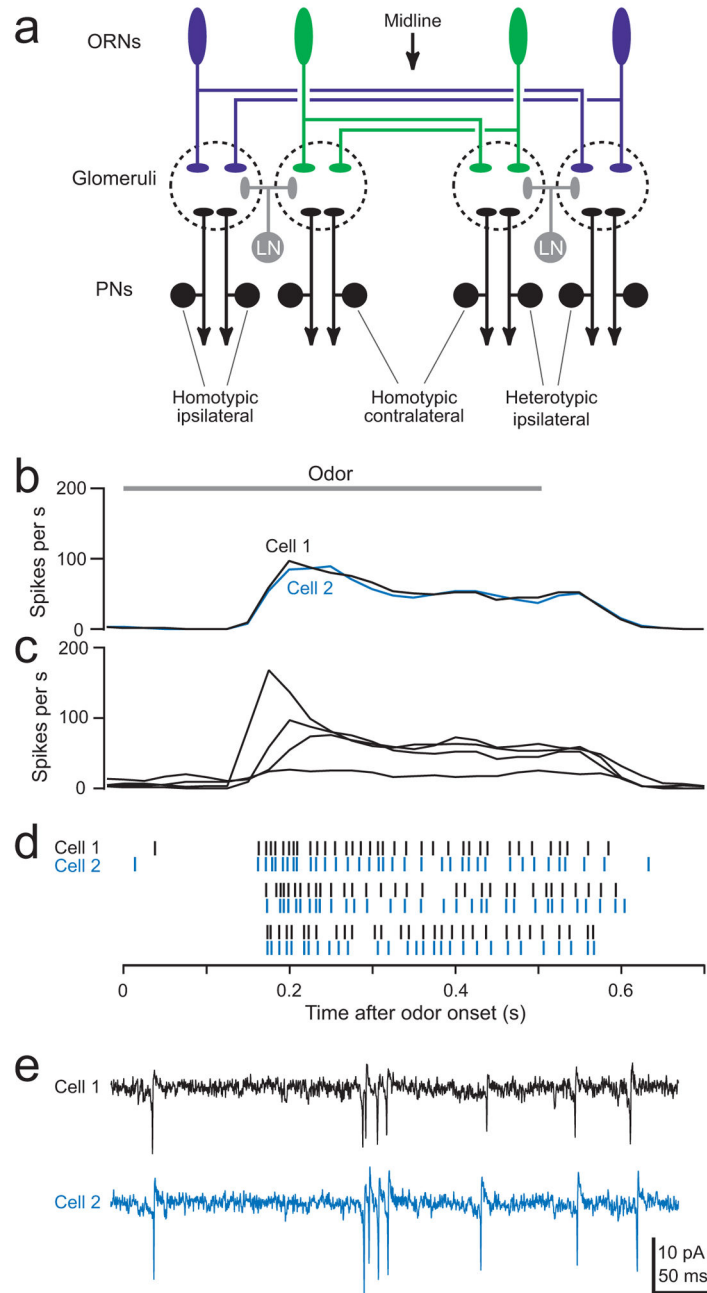 a
ORNs
Midline
Glomeruli
LN
LN
PNs
Homotypic
ipsilateral
Homotypic
contralateral
Heterotypic
ipsilateral
b
Odor
200
100
0
Spikes per s
Cell 1
Cell 2
c
200
100
0
Spikes per s
d
Cell 1
Cell 2
0
0.2
0.4
0.6
Time after odor onset (s)
e
Cell 1
Cell 2
10 pA
50 ms